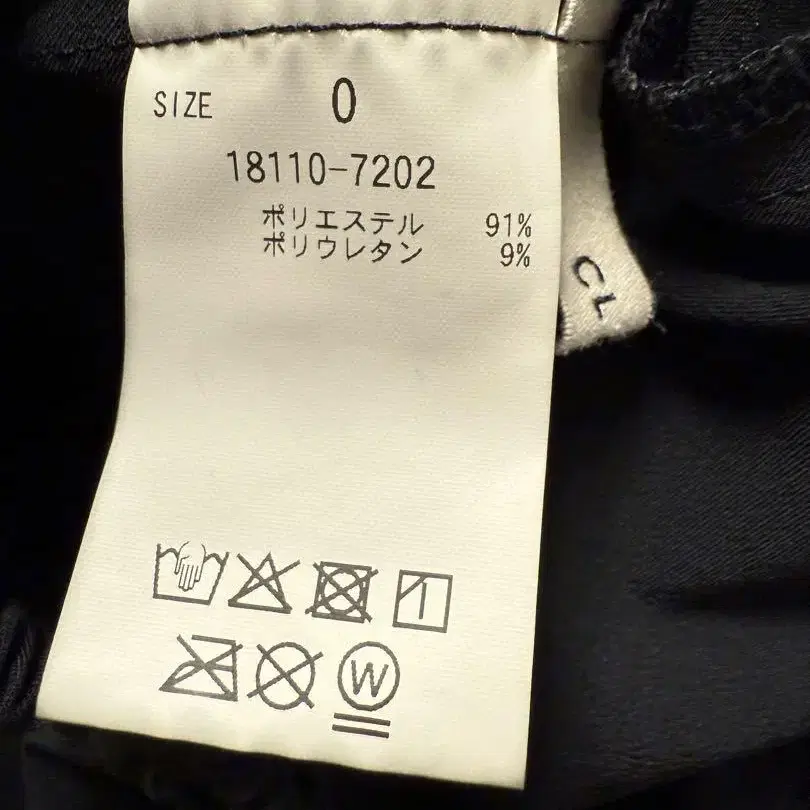 SIZE 0
18110-7202
ポリエステル 91%
ポリウレタン 9%
CL
W